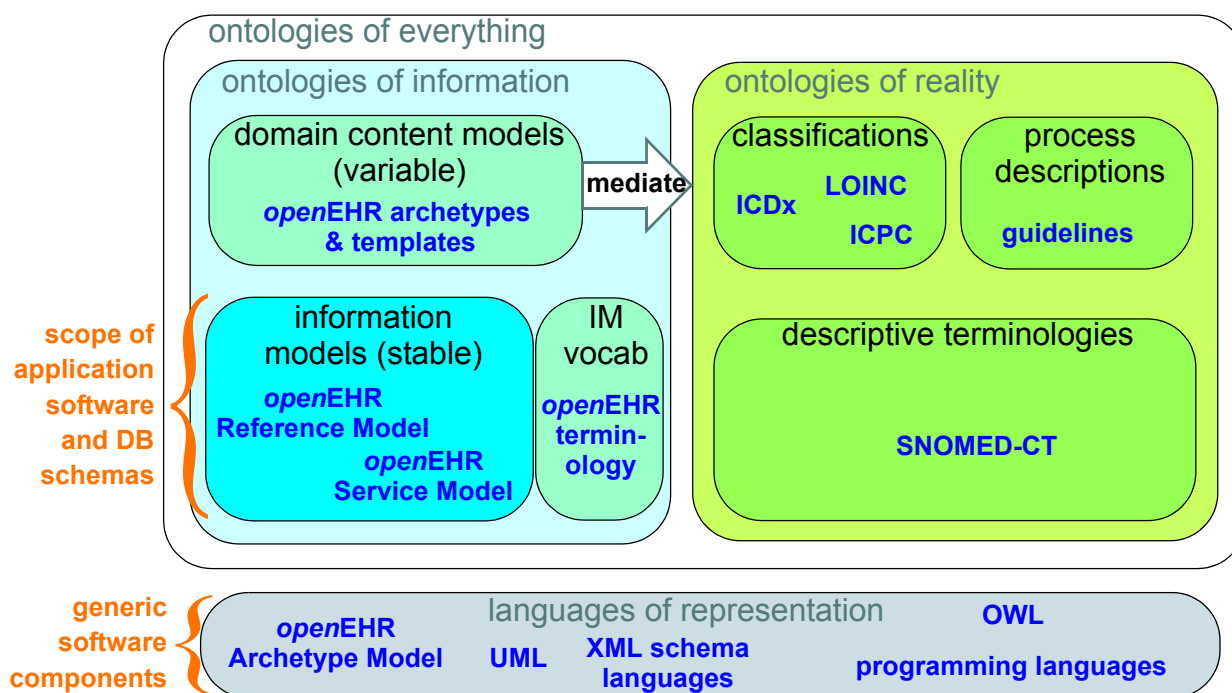 ontologies of everything
ontologies of information
domain content models
(variable)
openEHR archetypes
& templates
mediate
ontologies of reality
classifications
ICDx
LOINC
ICPC
process
descriptions
guidelines
scope of
application
software
and DB
schemas
information
models (stable)
openEHR
Reference Model
openEHR
Service Model
IM
vocab
openEHR
termin-
ology
descriptive terminologies
SNOMED-CT
generic
software
components
languages of representation
openEHR
Archetype Model
UML
XML schema
languages
OWL
programming languages